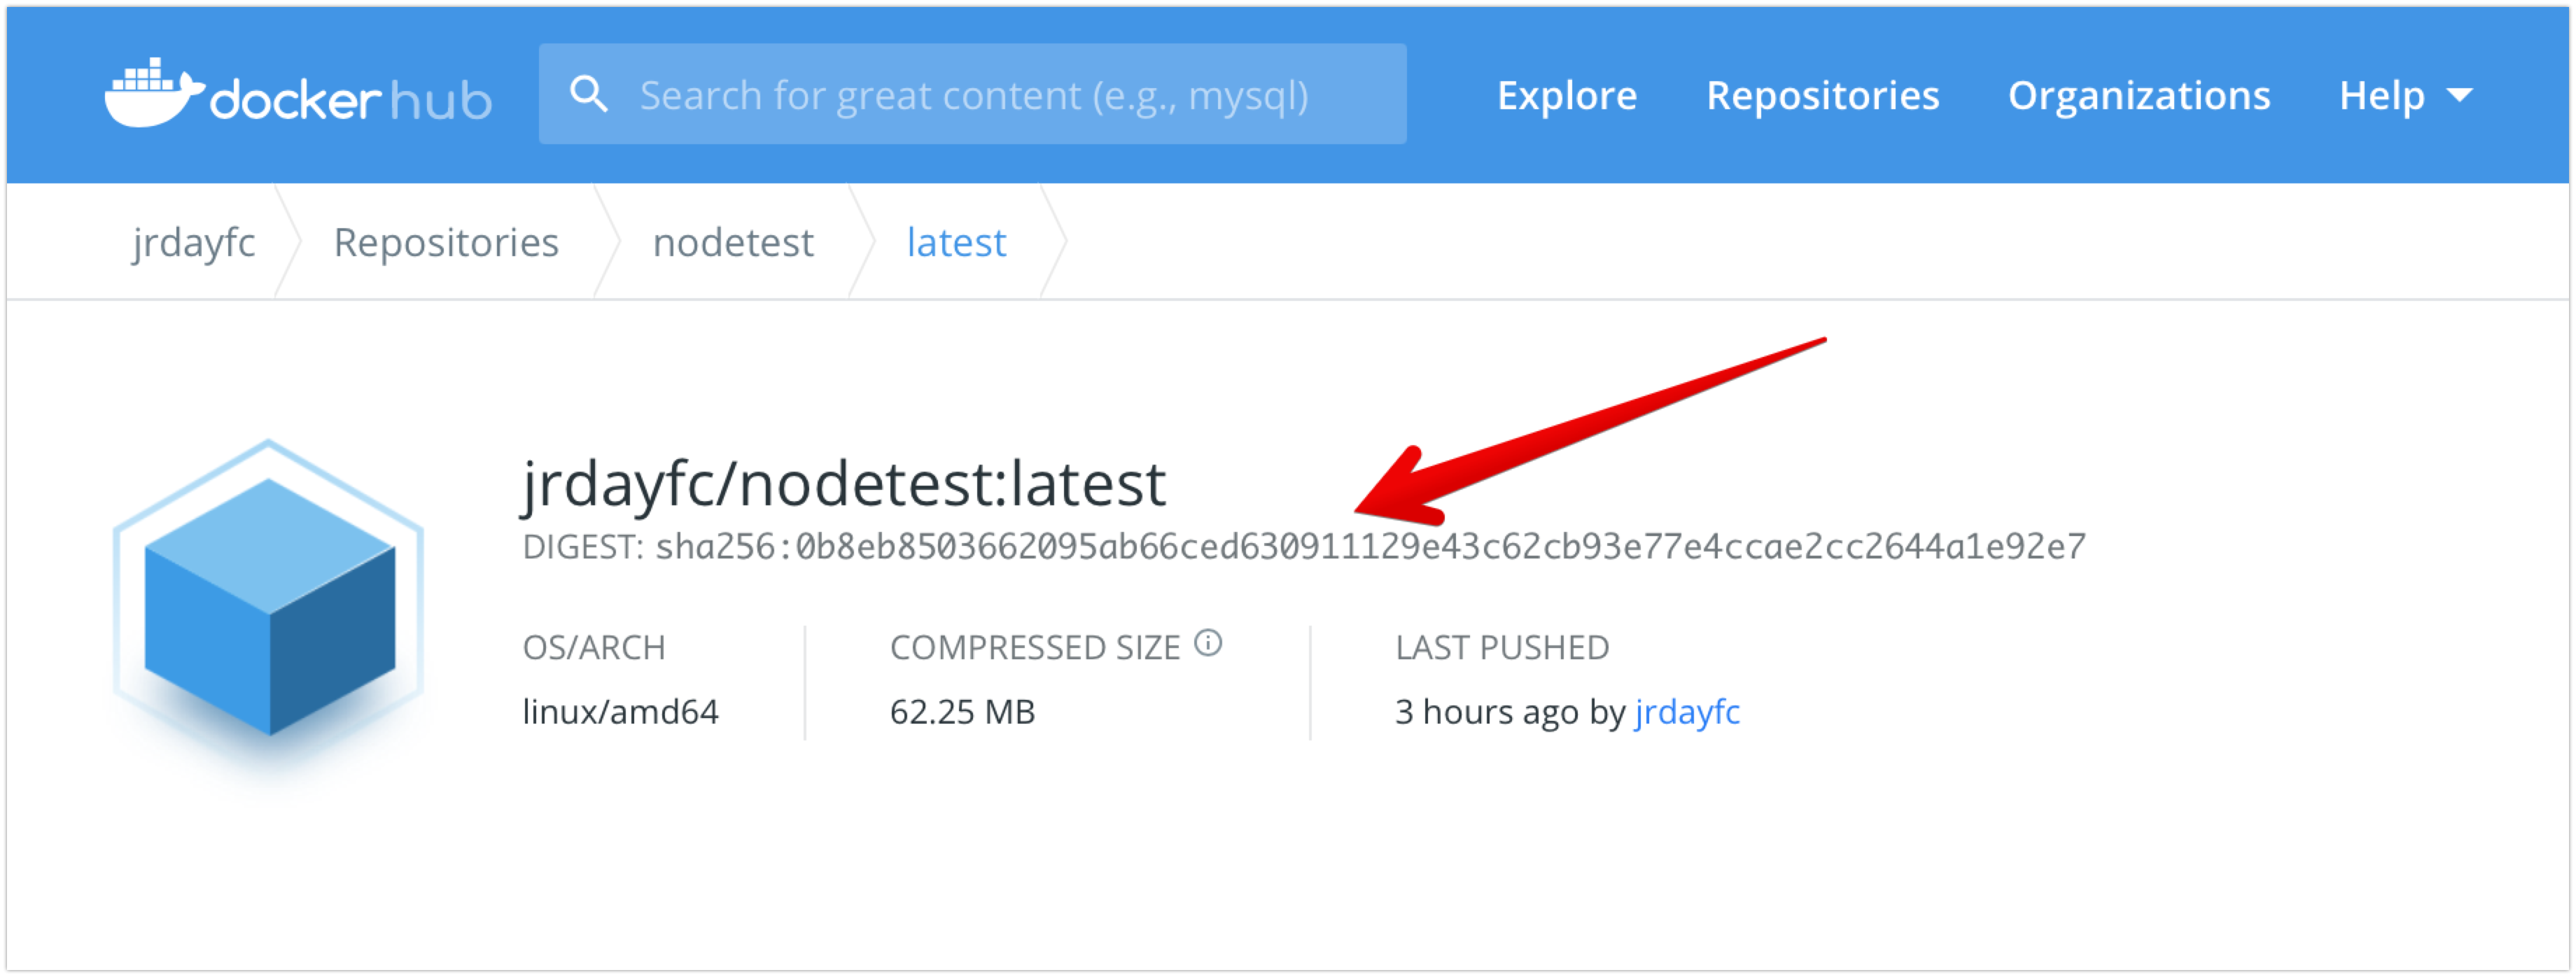 docker hub
Search for great content (e.g., mysql)
Explore
Repositories
Organizations
Help
jrdayfc
Repositories
nodetest
latest
jrdayfc/nodetest:latest
DIGEST: sha256:0b8eb8503662095ab66ced630911129e43c62cb93e77e4ccae2cc2644a1e92e7
OS/ARCH
linux/amd64
COMPRESSED SIZE
62.25 MB
LAST PUSHED
3 hours ago by jrdayfc